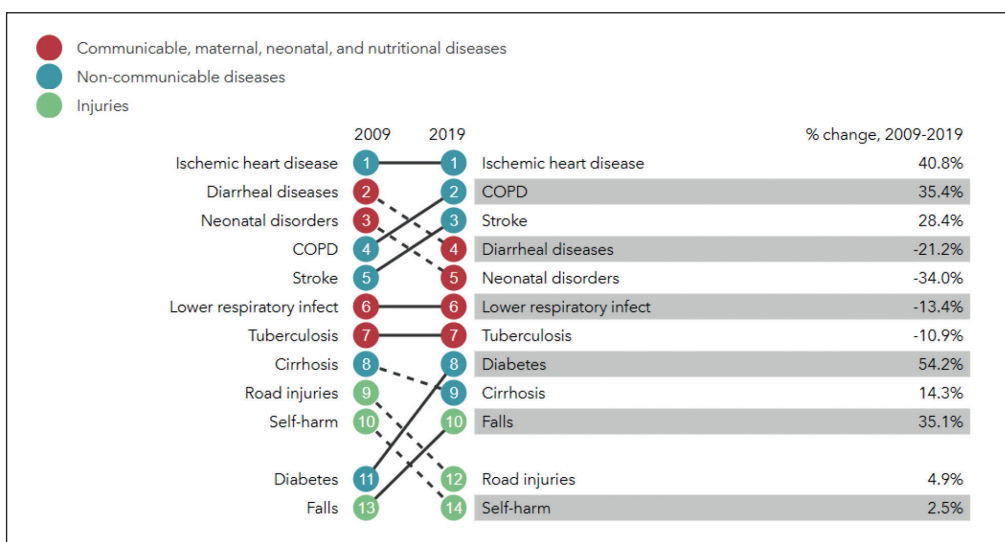 Communicable, maternal, neonatal, and nutritional diseases
Non-communicable diseases
Injuries
2009 2019 % change, 2009-2019
Ischemic heart disease 1 1 Ischemic heart disease 40.8%
Diarrheal diseases 2 2 COPD 35.4%
Neonatal disorders 3 3 Stroke 28.4%
COPD 4 4 Diarrheal diseases -21.2%
Stroke 5 5 Neonatal disorders -34.0%
Lower respiratory infect 6 6 Lower respiratory infect -13.4%
Tuberculosis 7 7 Tuberculosis -10.9%
Cirrhosis 8 8 Diabetes 54.2%
Road injuries 9 9 Cirrhosis 14.3%
Self-harm 10 10 Falls 35.1%
Diabetes 11 12 Road injuries 4.9%
Falls 13 14 Self-harm 2.5%